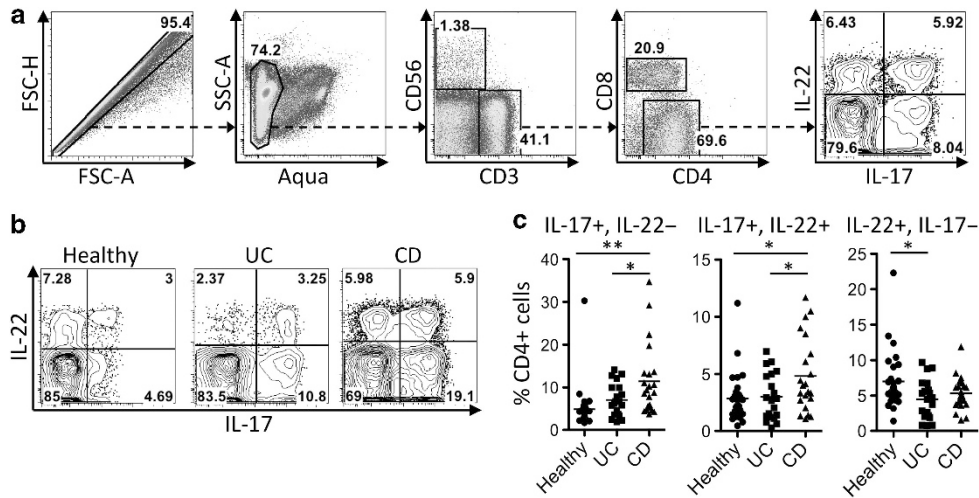 a
95.4
FSC-H
FSC-A
74.2
SSC-A
Aqua
1.38
41.1
CD56
CD3
20.9
69.6
CD8
CD4
6.43 5.92
79.6 8.04
IL-22
IL-17
b
Healthy UC CD
7.28 3 2.37 3.25 5.98 5.9
85 4.69 83.5 10.8 69 19.1
IL-22
IL-17
c
IL-17+, IL-22– IL-17+, IL-22+ IL-22+, IL-17–
** * *
* *
% CD4+ cells
40
30
20
10
0
Healthy UC CD
15
10
5
0
Healthy UC CD
25
20
15
10
5
0
Healthy UC CD